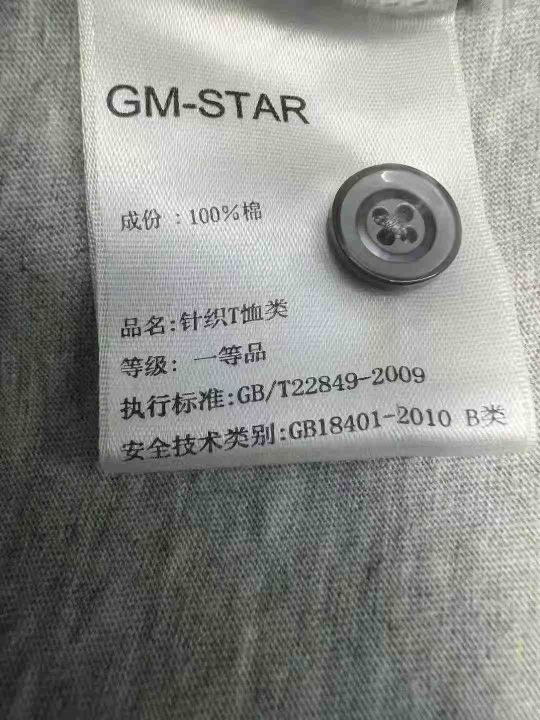 GM-STAR
成份 :100%棉
品名:针织T恤类
等级: 一等品
执行标准:GB/T22849-2009
安全技术类别:GB18401-2010 B类